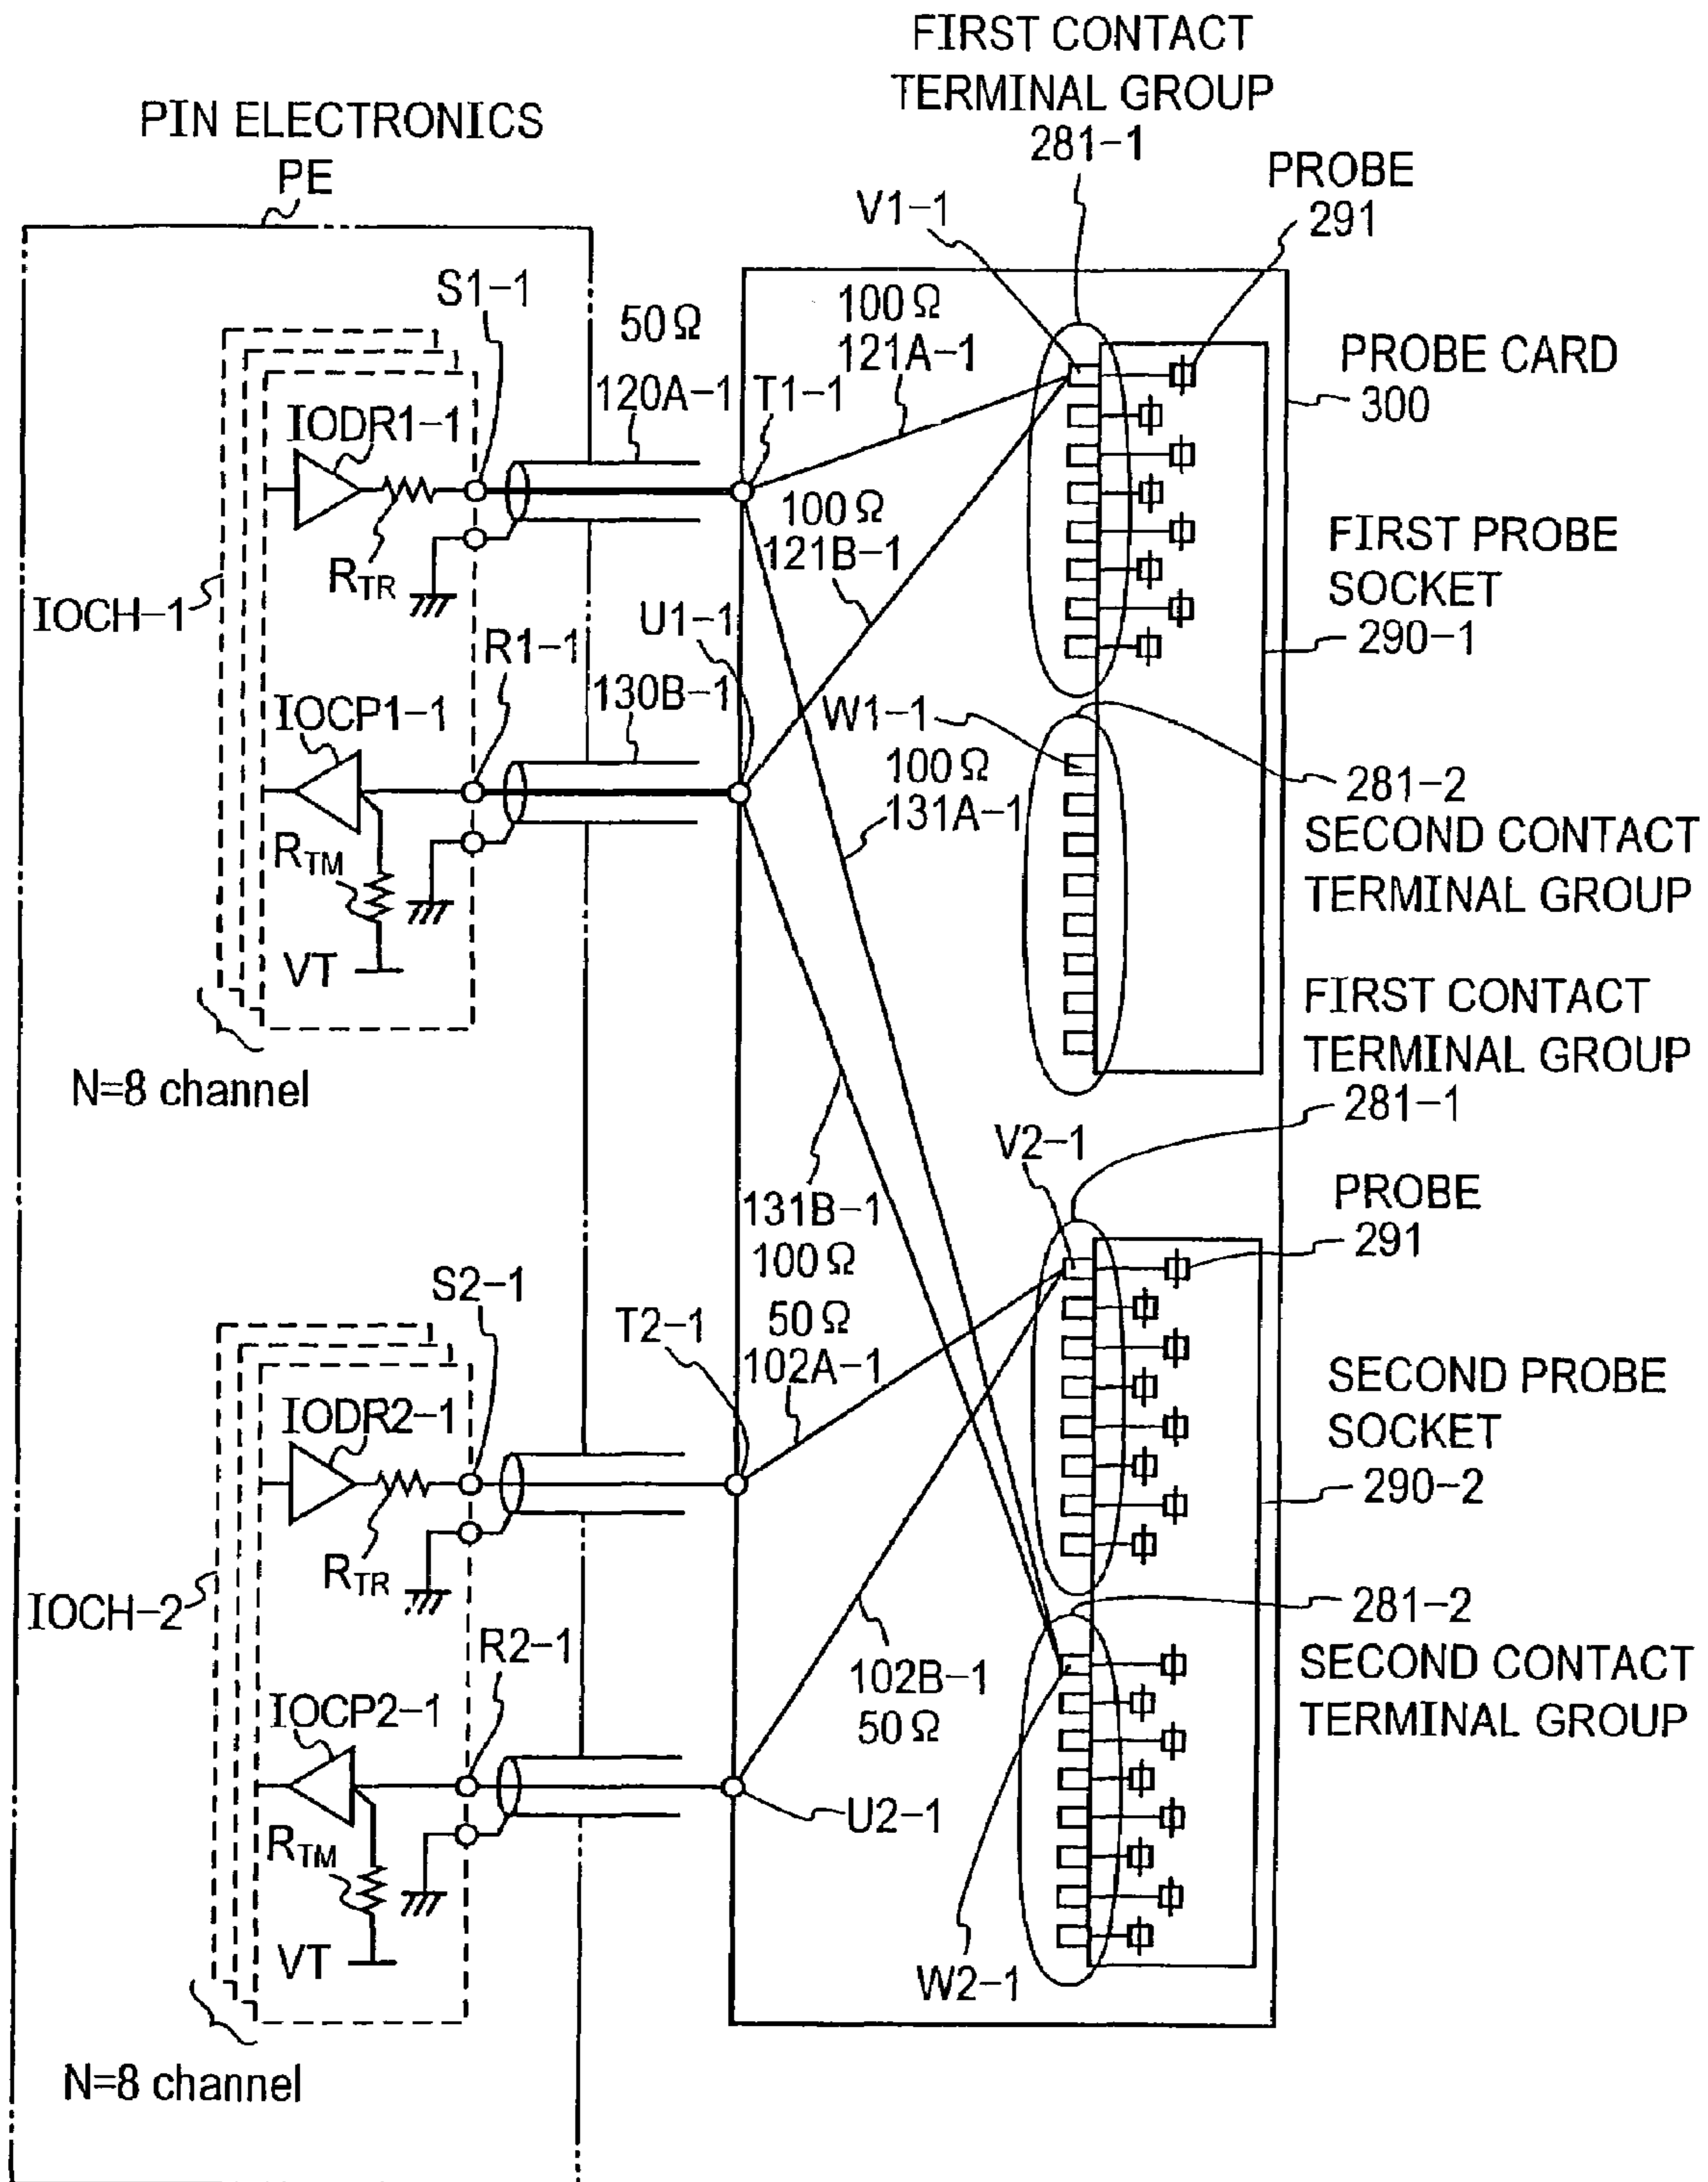 FIRST CONTACT
TERMINAL GROUP
281-1
PIN ELECTRONICS
PE
PROBE
291
V1-1
S1-1
50Ω
100Ω
121A-1
PROBE CARD
300
120A-1
T1-1
IODR1-1
100Ω
121B-1
FIRST PROBE
SOCKET
290-1
RTR
IOCH-1
U1-1
R1-1
130B-1
IOCP1-1
W1-1
100Ω
131A-1
281-2
SECOND CONTACT
TERMINAL GROUP
RTM
VT
FIRST CONTACT
TERMINAL GROUP
281-1
N=8 channel
V2-1
PROBE
291
131B-1
100Ω
S2-1
T2-1
50Ω
102A-1
SECOND PROBE
SOCKET
290-2
IODR2-1
RTR
IOCH-2
281-2
SECOND CONTACT
TERMINAL GROUP
R2-1
102B-1
50Ω
IOCP2-1
U2-1
RTM
VT
W2-1
N=8 channel